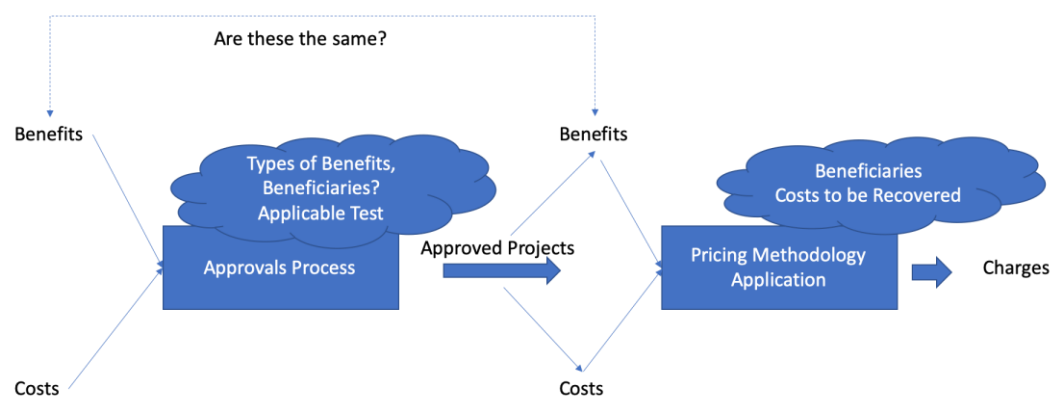 Are these the same?
Benefits
Benefits
Types of Benefits,
Beneficiaries?
Applicable Test
Beneficiaries
Costs to be Recovered
Approvals Process
Approved Projects
Pricing Methodology
Application
Charges
Costs
Costs